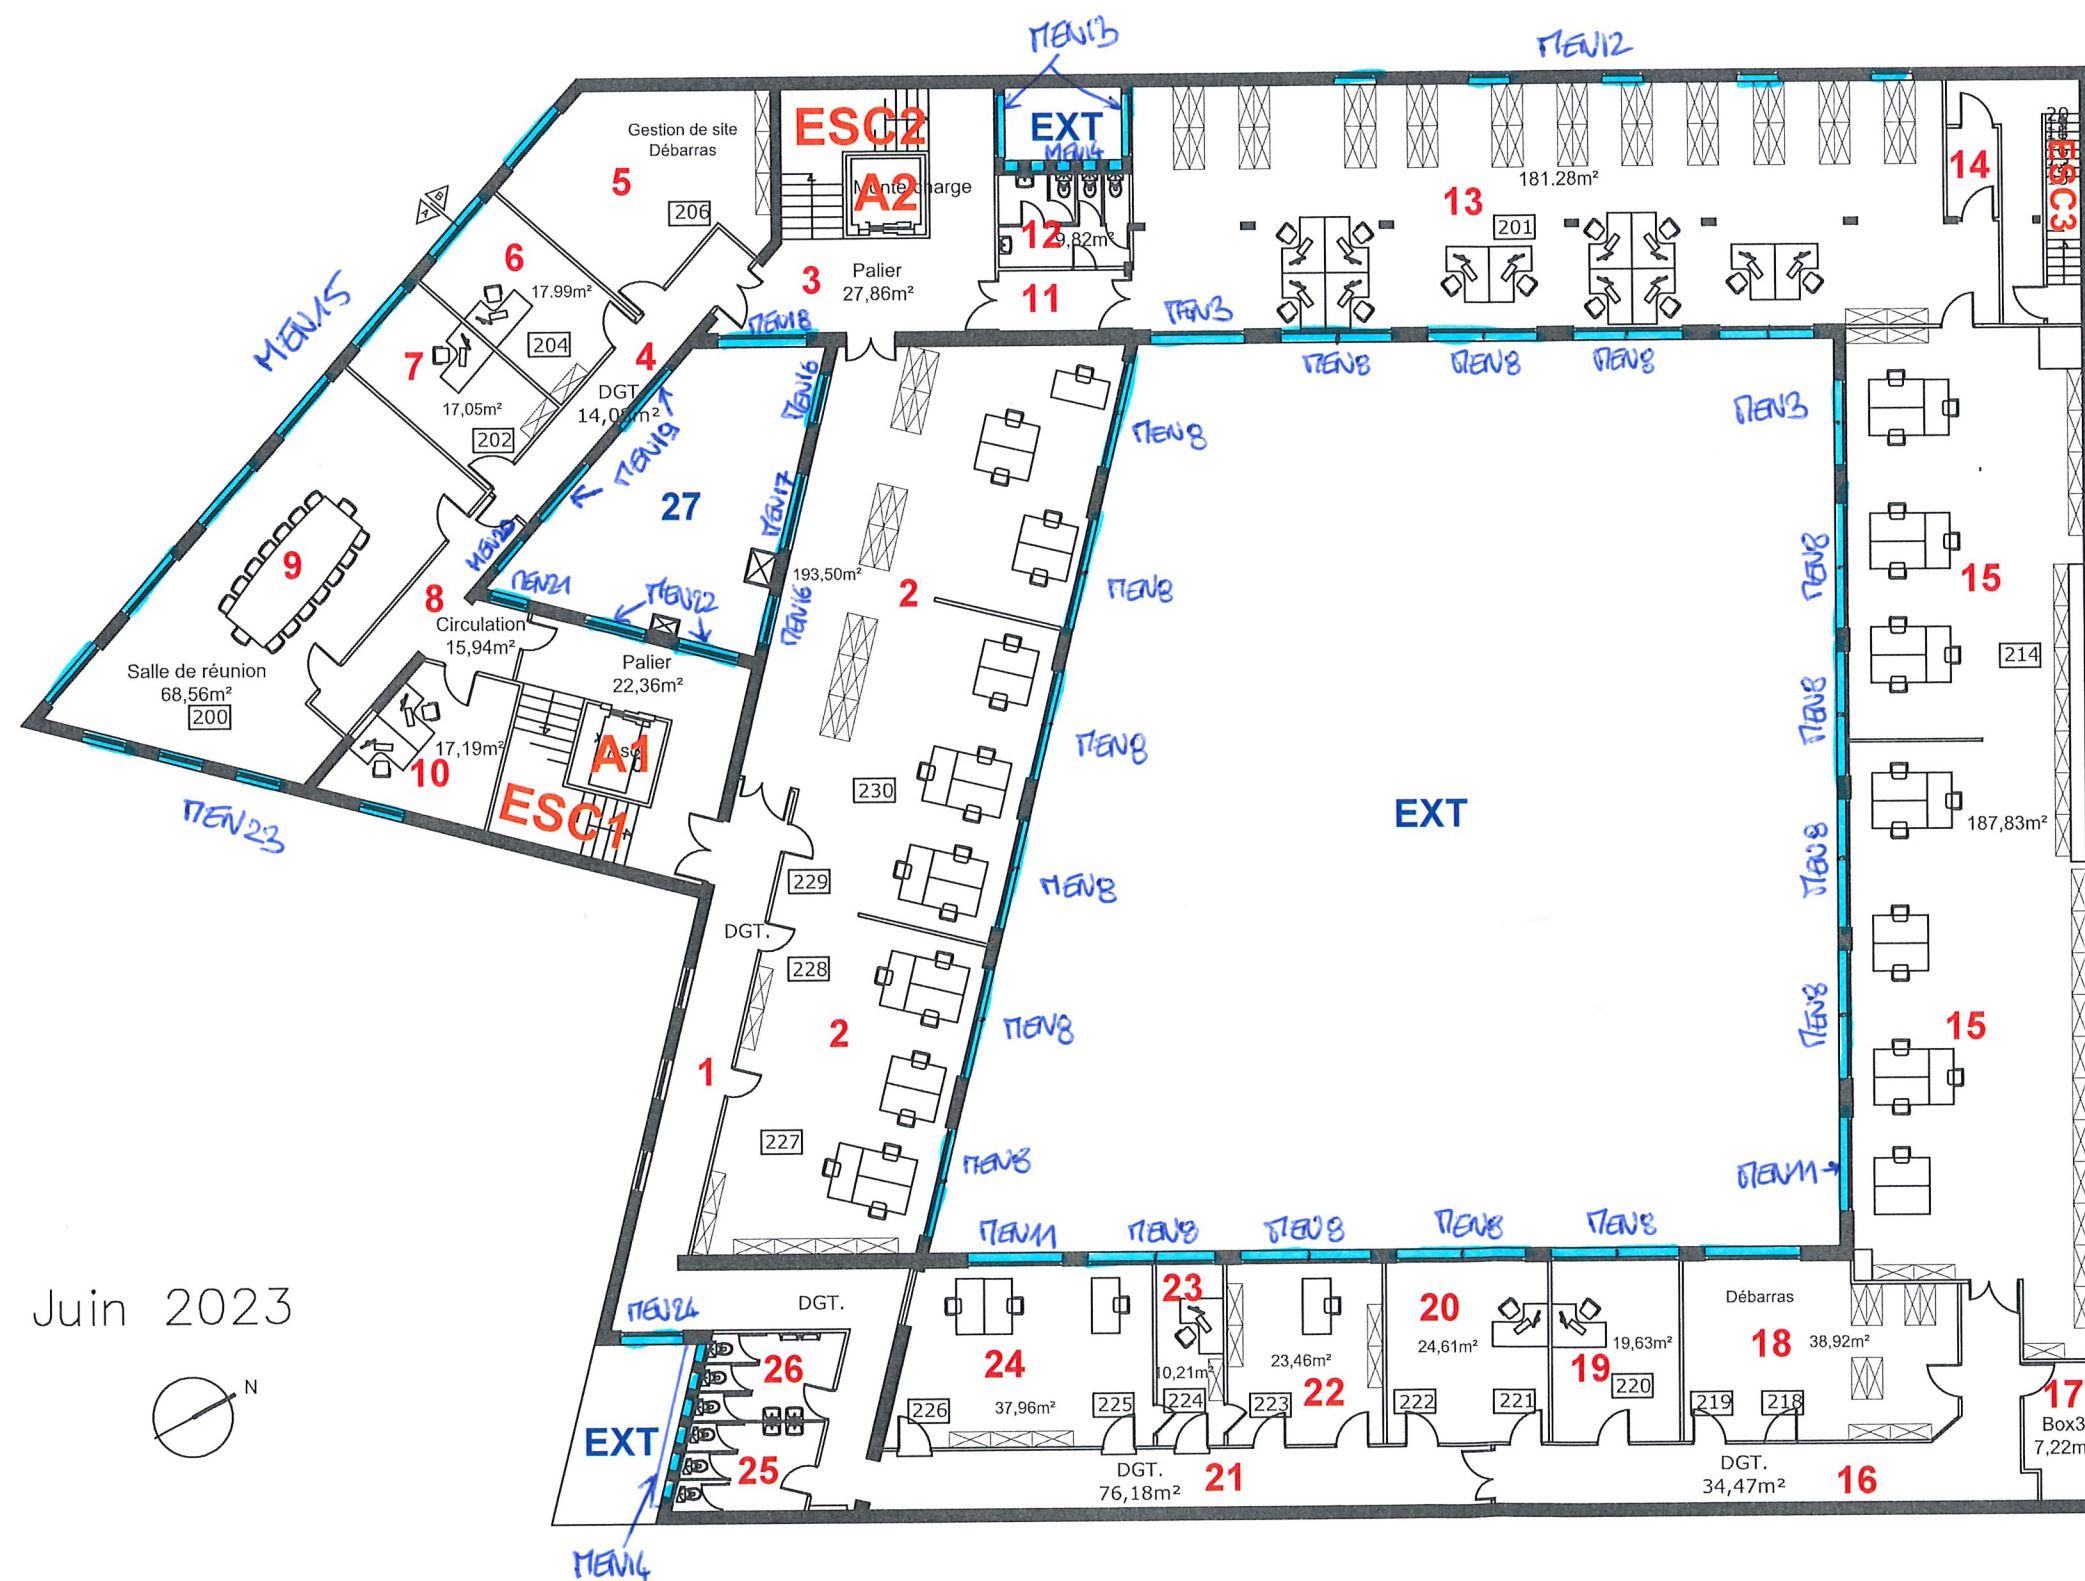 MEN13
MEN12
Gestion de site
Débarras
5
206
ESC2
A2
EXT
MEN14
12
9,82m²
181.28m²
13
201
14
ESC3
B
A
6
17.99m²
204
3
Palier
27,86m²
11
MEN3
MEN8
MEN8
MEN8
MEN15
MEN18
7
17,05m²
202
4
DGT
MEN19
MEN16
MEN17
27
MEN20
MEN21
MEN22
MEN16
193,50m²
2
MEN8
MEN8
MEN8
MEN8
MEN8
MEN8
MEN3
MEN8
MEN8
MEN8
MEN8
MEN11
EXT
15
214
187,83m²
15
9
8
Circulation
15,94m²
Palier
22,36m²
Salle de réunion
68,56m²
200
17,19m²
10
A1
ESC1
MEN23
230
229
DGT.
228
2
1
227
MEN11
MEN8
MEN8
MEN8
MEN8
Juin 2023
N
MEN24
DGT.
26
25
EXT
MEN14
24
37,96m²
226
225
23
10,21m²
224
23,46m²
22
223
20
24,61m²
222
221
19
19,63m²
220
Débarras
18
38,92m²
219
218
17
Box3
7,22m
DGT.
76,18m²
21
DGT.
34,47m²
16